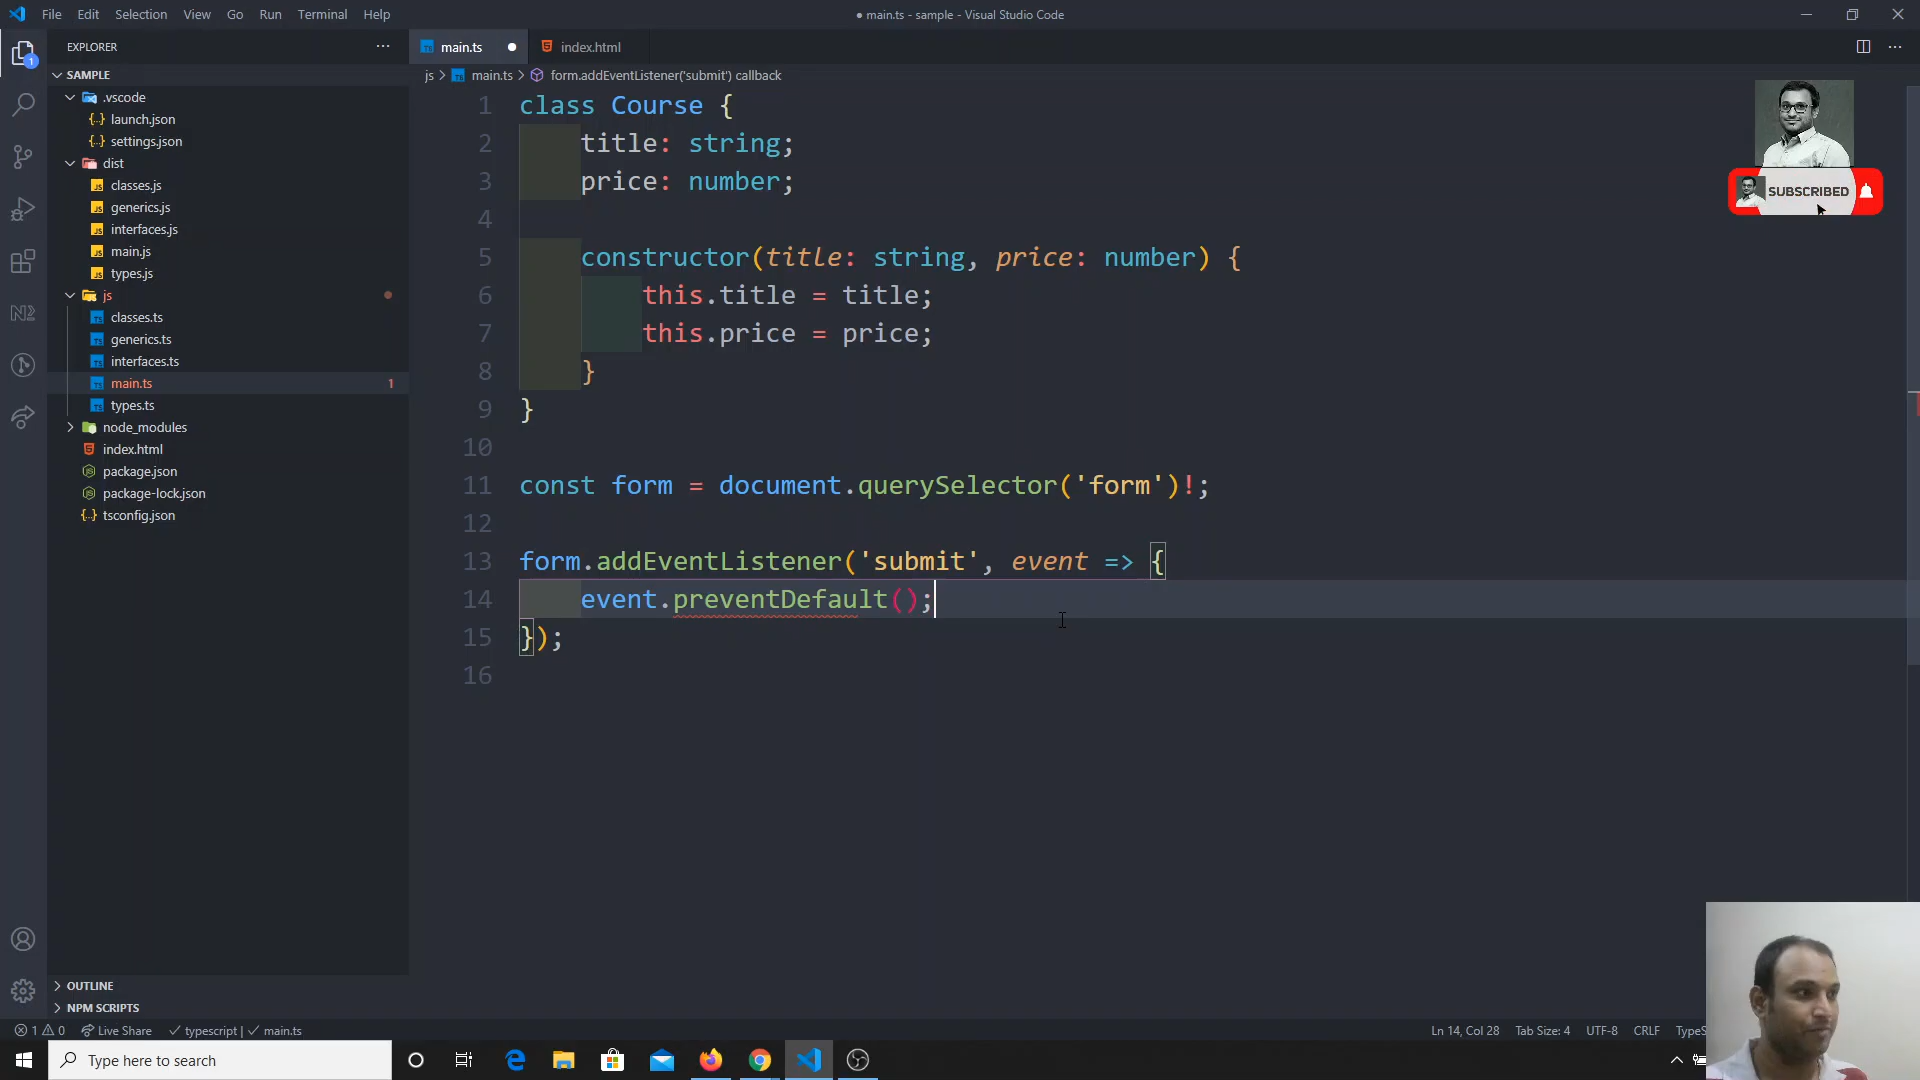 File Edit Selection View Go Run Terminal Help
● main.ts - sample - Visual Studio Code
EXPLORER
SAMPLE
.vscode
launch.json
settings.json
dist
classes.js
generics.js
interfaces.js
main.js
types.js
js
classes.ts
generics.ts
interfaces.ts
main.ts 1
types.ts
node_modules
index.html
package.json
package-lock.json
tsconfig.json
OUTLINE
NPM SCRIPTS
main.ts
index.html
js > main.ts > form.addEventListener('submit') callback
1 class Course {
2 title: string;
3 price: number;
4
5 constructor(title: string, price: number) {
6 this.title = title;
7 this.price = price;
8 }
9 }
10
11 const form = document.querySelector('form')!;
12
13 form.addEventListener('submit', event => {
14 event.preventDefault();
15 });
16
SUBSCRIBED
1 0 Live Share typescript | main.ts
Ln 14, Col 28 Tab Size: 4 UTF-8 CRLF TypeS
Type here to search